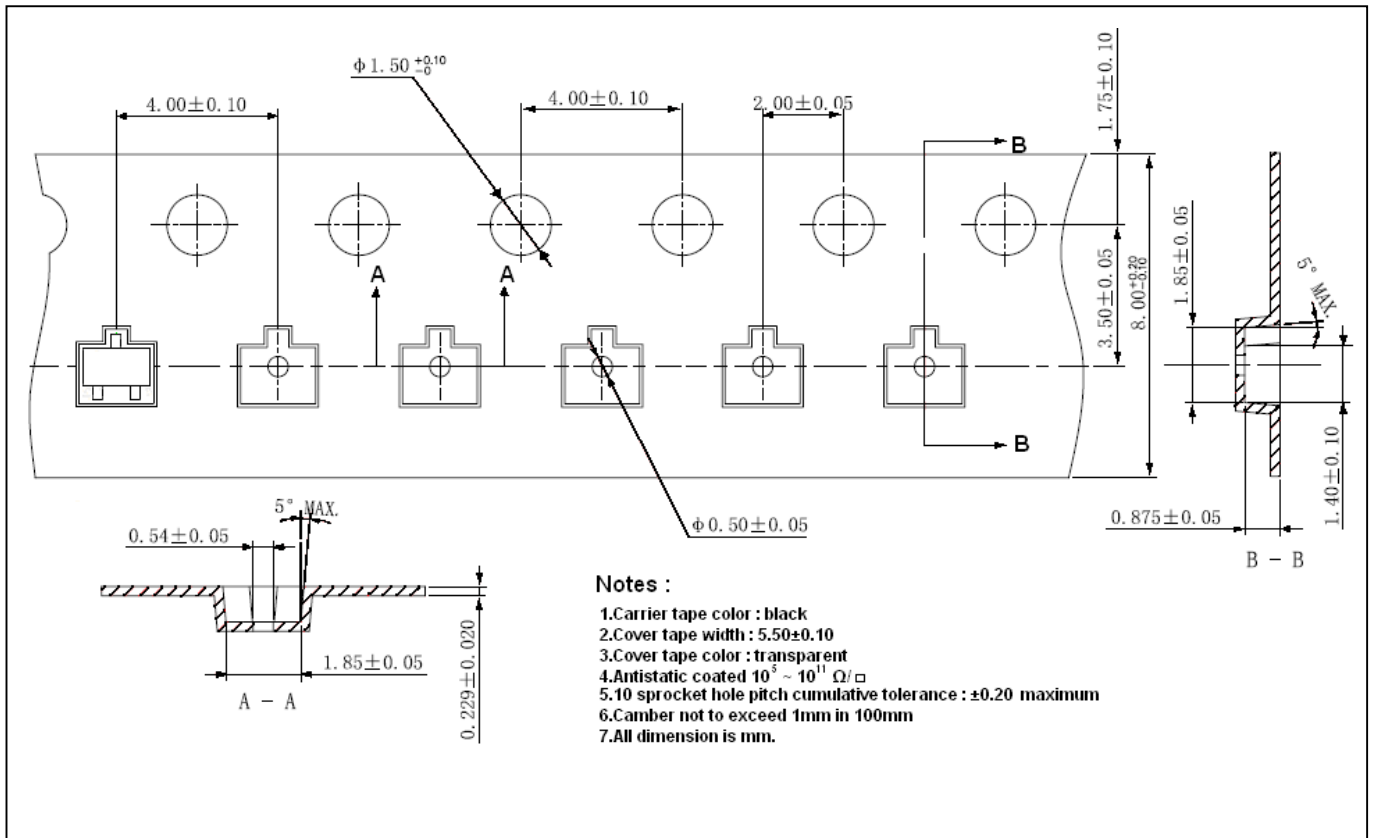 φ1.50 +0.10 -0
4.00±0.10
4.00±0.10
2.00±0.05
1.75±0.10
B
A
A
3.50±0.05
8.00 +0.20 -0.10
1.85±0.05
5° MAX.
B
1.40±0.10
0.875±0.05
B - B
φ0.50±0.05
5° MAX.
0.54±0.05
1.85±0.05
0.229±0.020
A - A
Notes :
1.Carrier tape color : black
2.Cover tape width : 5.50±0.10
3.Cover tape color : transparent
4.Antistatic coated 10⁵ ~ 10¹¹ Ω/□
5.10 sprocket hole pitch cumulative tolerance : ±0.20 maximum
6.Camber not to exceed 1mm in 100mm
7.All dimension is mm.